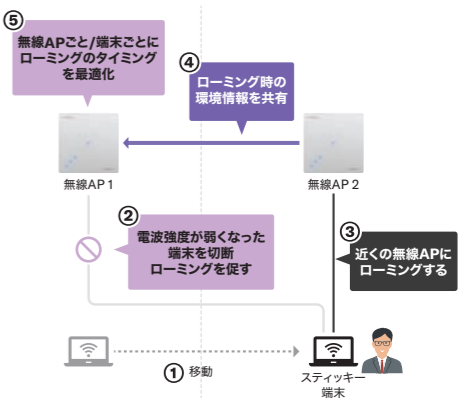 ⑤
無線APごと/端末ごとに
ローミングのタイミング
を最適化
④
ローミング時の
環境情報を共有
無線AP 1
無線AP 2
②
電波強度が弱くなった
端末を切断
ローミングを促す
③
近くの無線APに
ローミングする
① 移動
スティッキー
端末